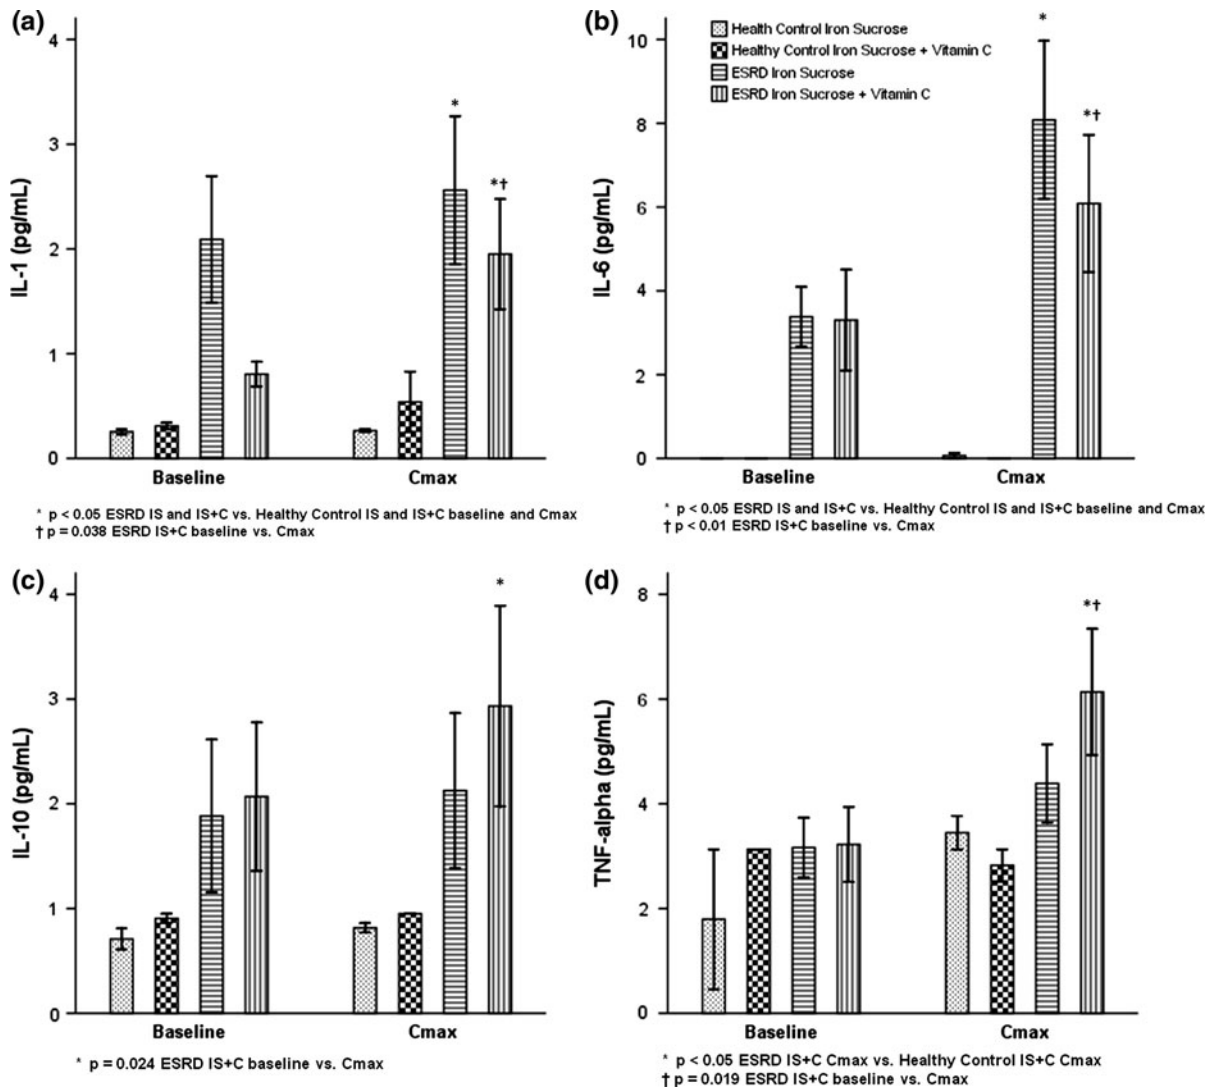 (a)
4
3
2
1
0
IL-1 (pg/mL)
*
*†
Baseline
Cmax
* p < 0.05 ESRD IS and IS+C vs. Healthy Control IS and IS+C baseline and Cmax
† p = 0.038 ESRD IS+C baseline vs. Cmax
(b)
10
8
6
4
2
0
IL-6 (pg/mL)
Health Control Iron Sucrose
Healthy Control Iron Sucrose + Vitamin C
ESRD Iron Sucrose
ESRD Iron Sucrose + Vitamin C
*
*†
Baseline
Cmax
* p < 0.05 ESRD IS and IS+C vs. Healthy Control IS and IS+C baseline and Cmax
† p < 0.01 ESRD IS+C baseline vs. Cmax
(c)
4
3
2
1
0
IL-10 (pg/mL)
*
Baseline
Cmax
* p = 0.024 ESRD IS+C baseline vs. Cmax
(d)
8
6
4
2
0
TNF-alpha (pg/mL)
*†
Baseline
Cmax
* p < 0.05 ESRD IS+C Cmax vs. Healthy Control IS+C Cmax
† p = 0.019 ESRD IS+C baseline vs. Cmax